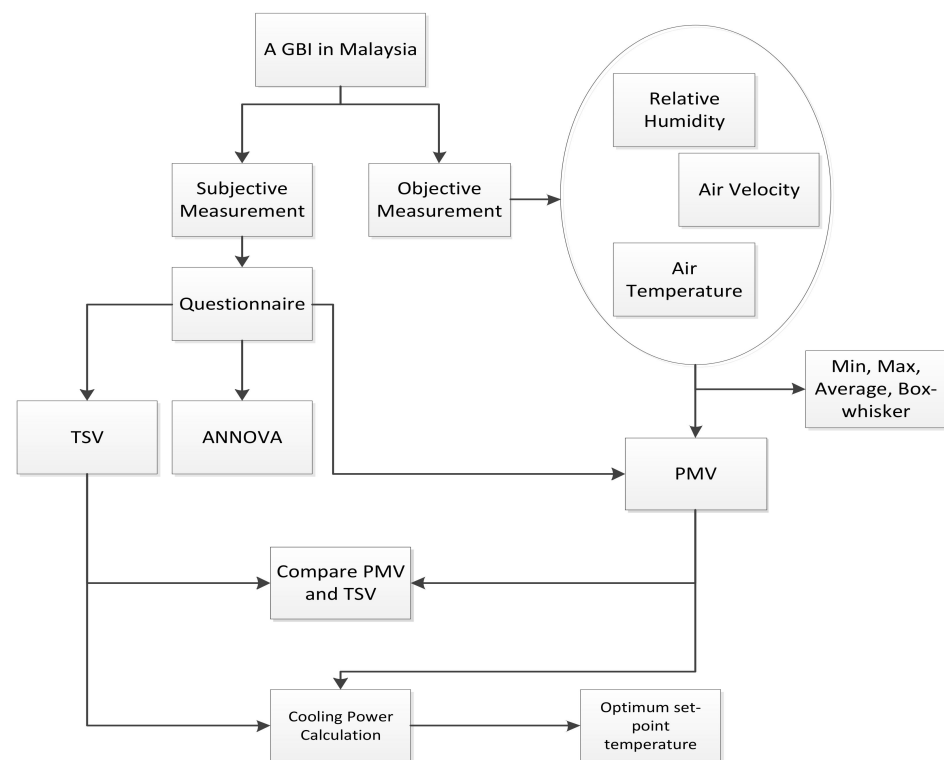 A GBI in Malaysia
Relative
Humidity
Air Velocity
Subjective
Measurement
Objective
Measurement
Air
Temperature
Questionnaire
Min, Max,
Average, Box-
whisker
TSV
ANNOVA
PMV
Compare PMV
and TSV
Cooling Power
Calculation
Optimum set-
point
temperature